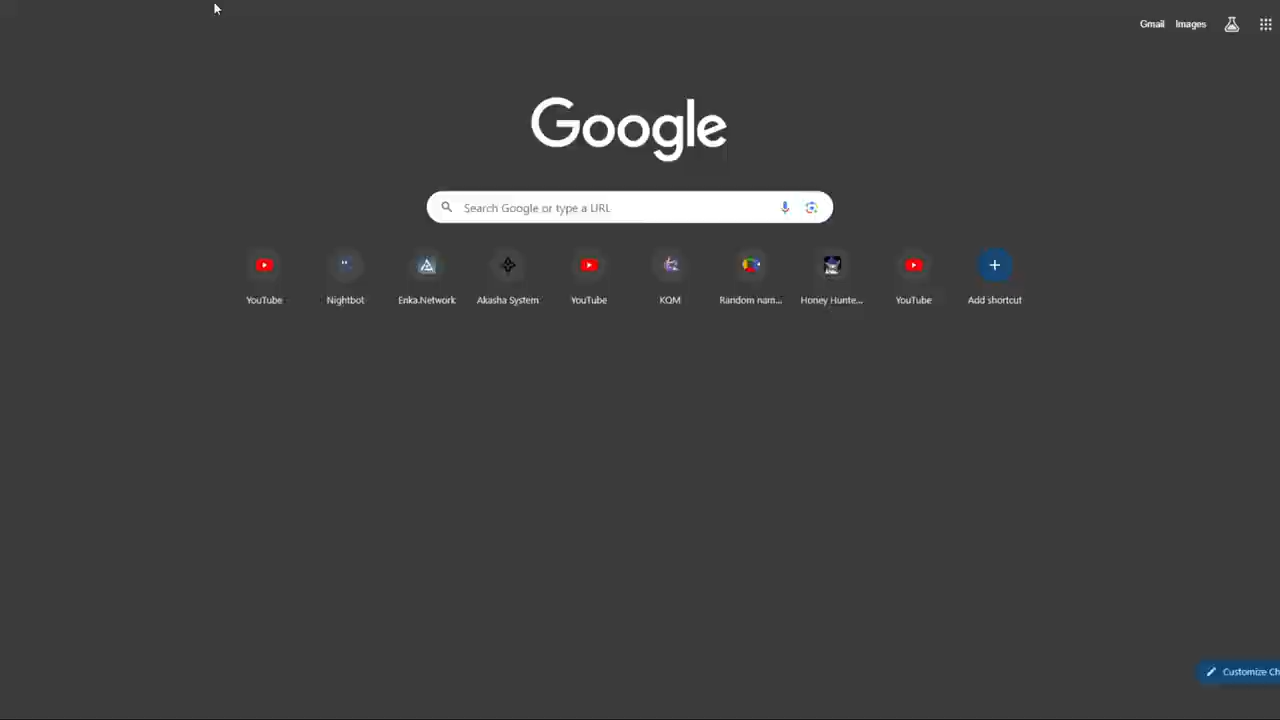 Gmail Images
Google
Search Google or type a URL
YouTube Nightbot Enka.Network Akasha System YouTube KQM Random nam... Honey Hunte... YouTube Add shortcut
Customize Ch